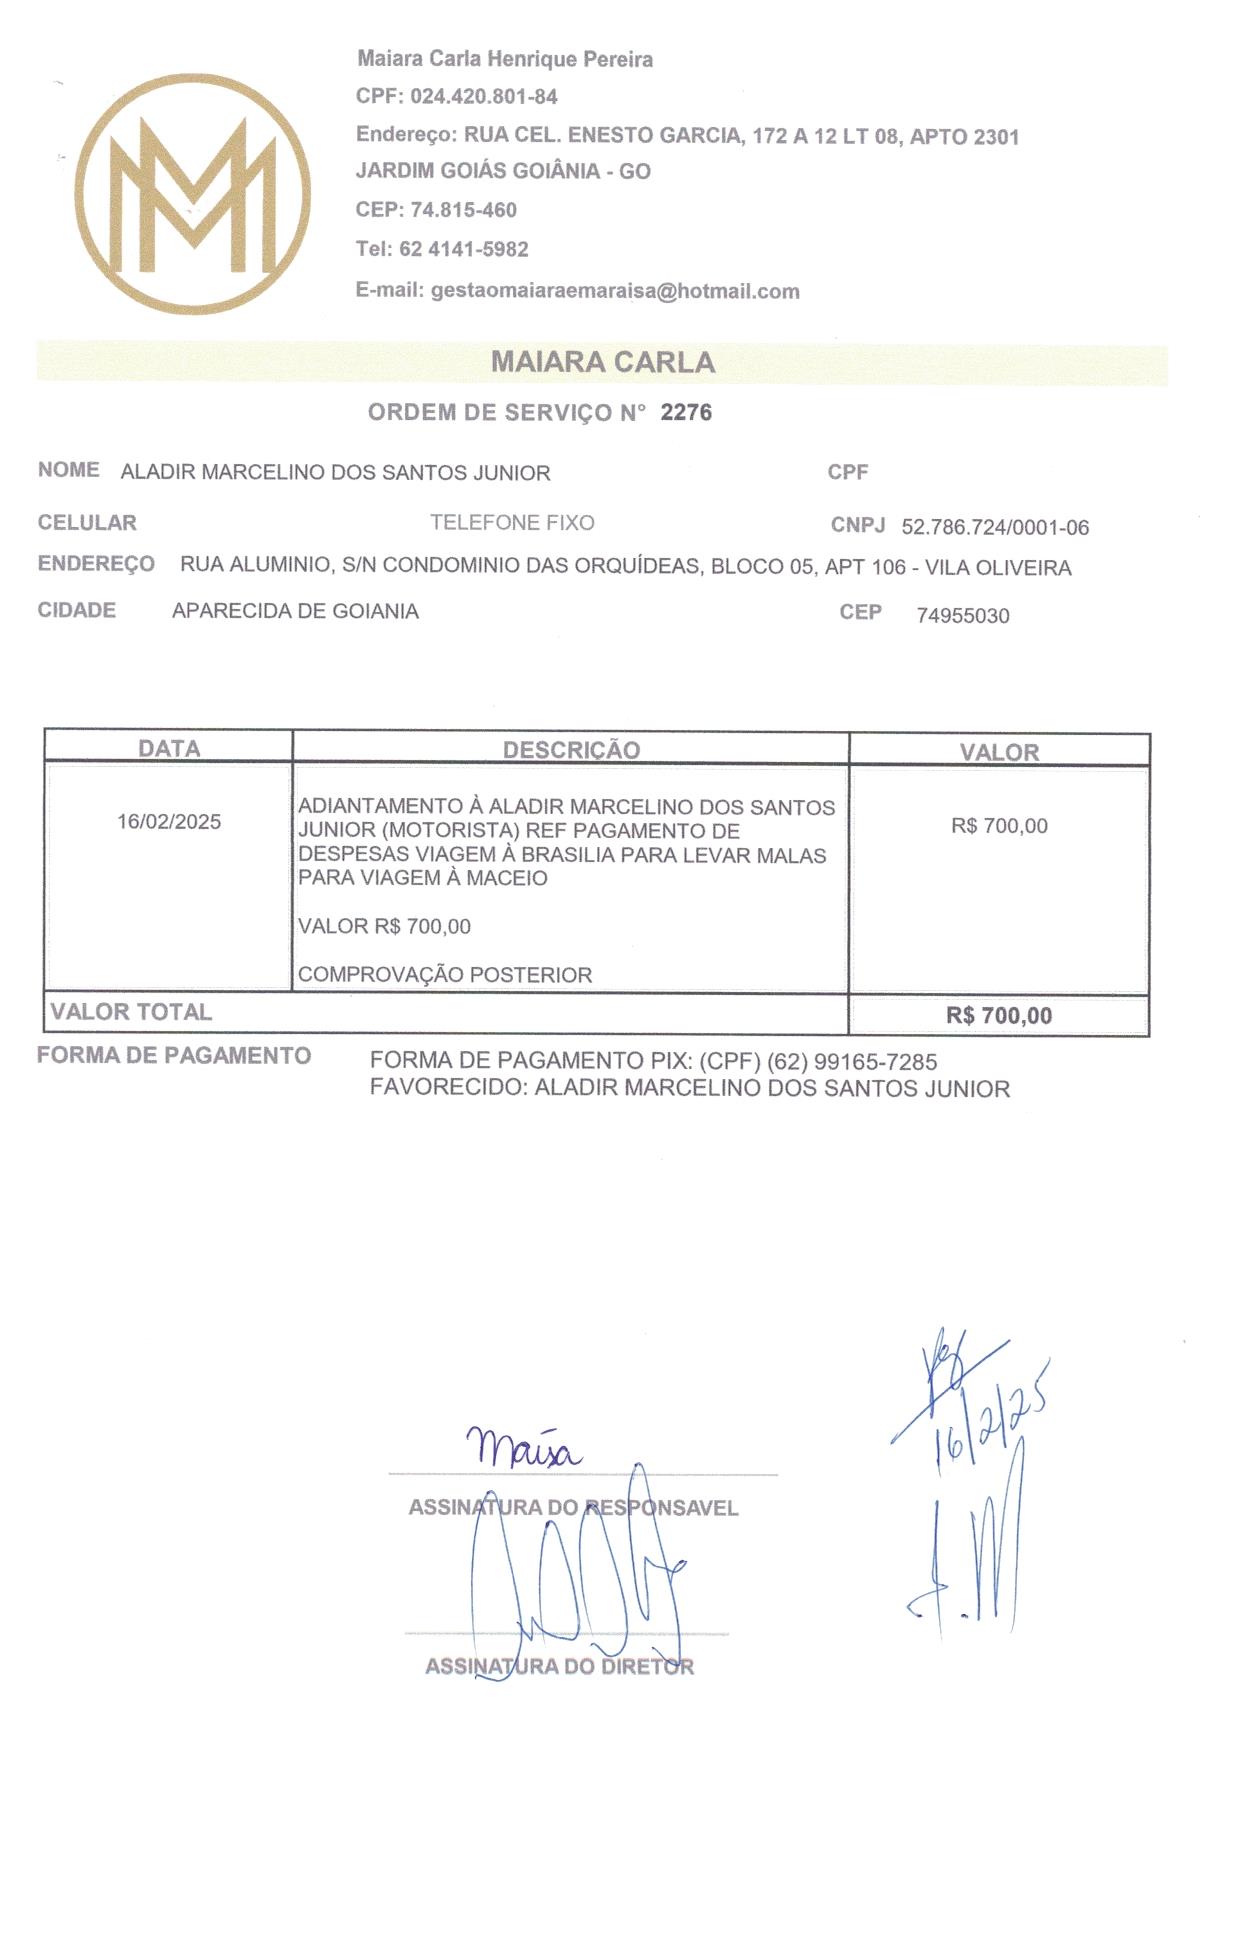 Maiara Carla Henrique Pereira
CPF: 024.420.801-84
Endereço: RUA CEL. ENESTO GARCIA, 172 A 12 LT 08, APTO 2301
JARDIM GOIÁS GOIÂNIA - GO
CEP: 74.815-460
Tel: 62 4141-5982
E-mail: gestaomaiaraemaraisa@hotmail.com
MAIARA CARLA
ORDEM DE SERVIÇO N° 2276
NOME ALADIR MARCELINO DOS SANTOS JUNIOR CPF
CELULAR TELEFONE FIXO CNPJ 52.786.724/0001-06
ENDEREÇO RUA ALUMINIO, S/N CONDOMINIO DAS ORQUÍDEAS, BLOCO 05, APT 106 - VILA OLIVEIRA
CIDADE APARECIDA DE GOIANIA CEP 74955030
DATA DESCRIÇÃO VALOR
16/02/2025 ADIANTAMENTO À ALADIR MARCELINO DOS SANTOS R$ 700,00
JUNIOR (MOTORISTA) REF PAGAMENTO DE
DESPESAS VIAGEM À BRASILIA PARA LEVAR MALAS
PARA VIAGEM À MACEIO
VALOR R$ 700,00
COMPROVAÇÃO POSTERIOR
VALOR TOTAL R$ 700,00
FORMA DE PAGAMENTO FORMA DE PAGAMENTO PIX: (CPF) (62) 99165-7285
FAVORECIDO: ALADIR MARCELINO DOS SANTOS JUNIOR
16/2/25
Maísa
ASSINATURA DO RESPONSAVEL
ASSINATURA DO DIRETOR